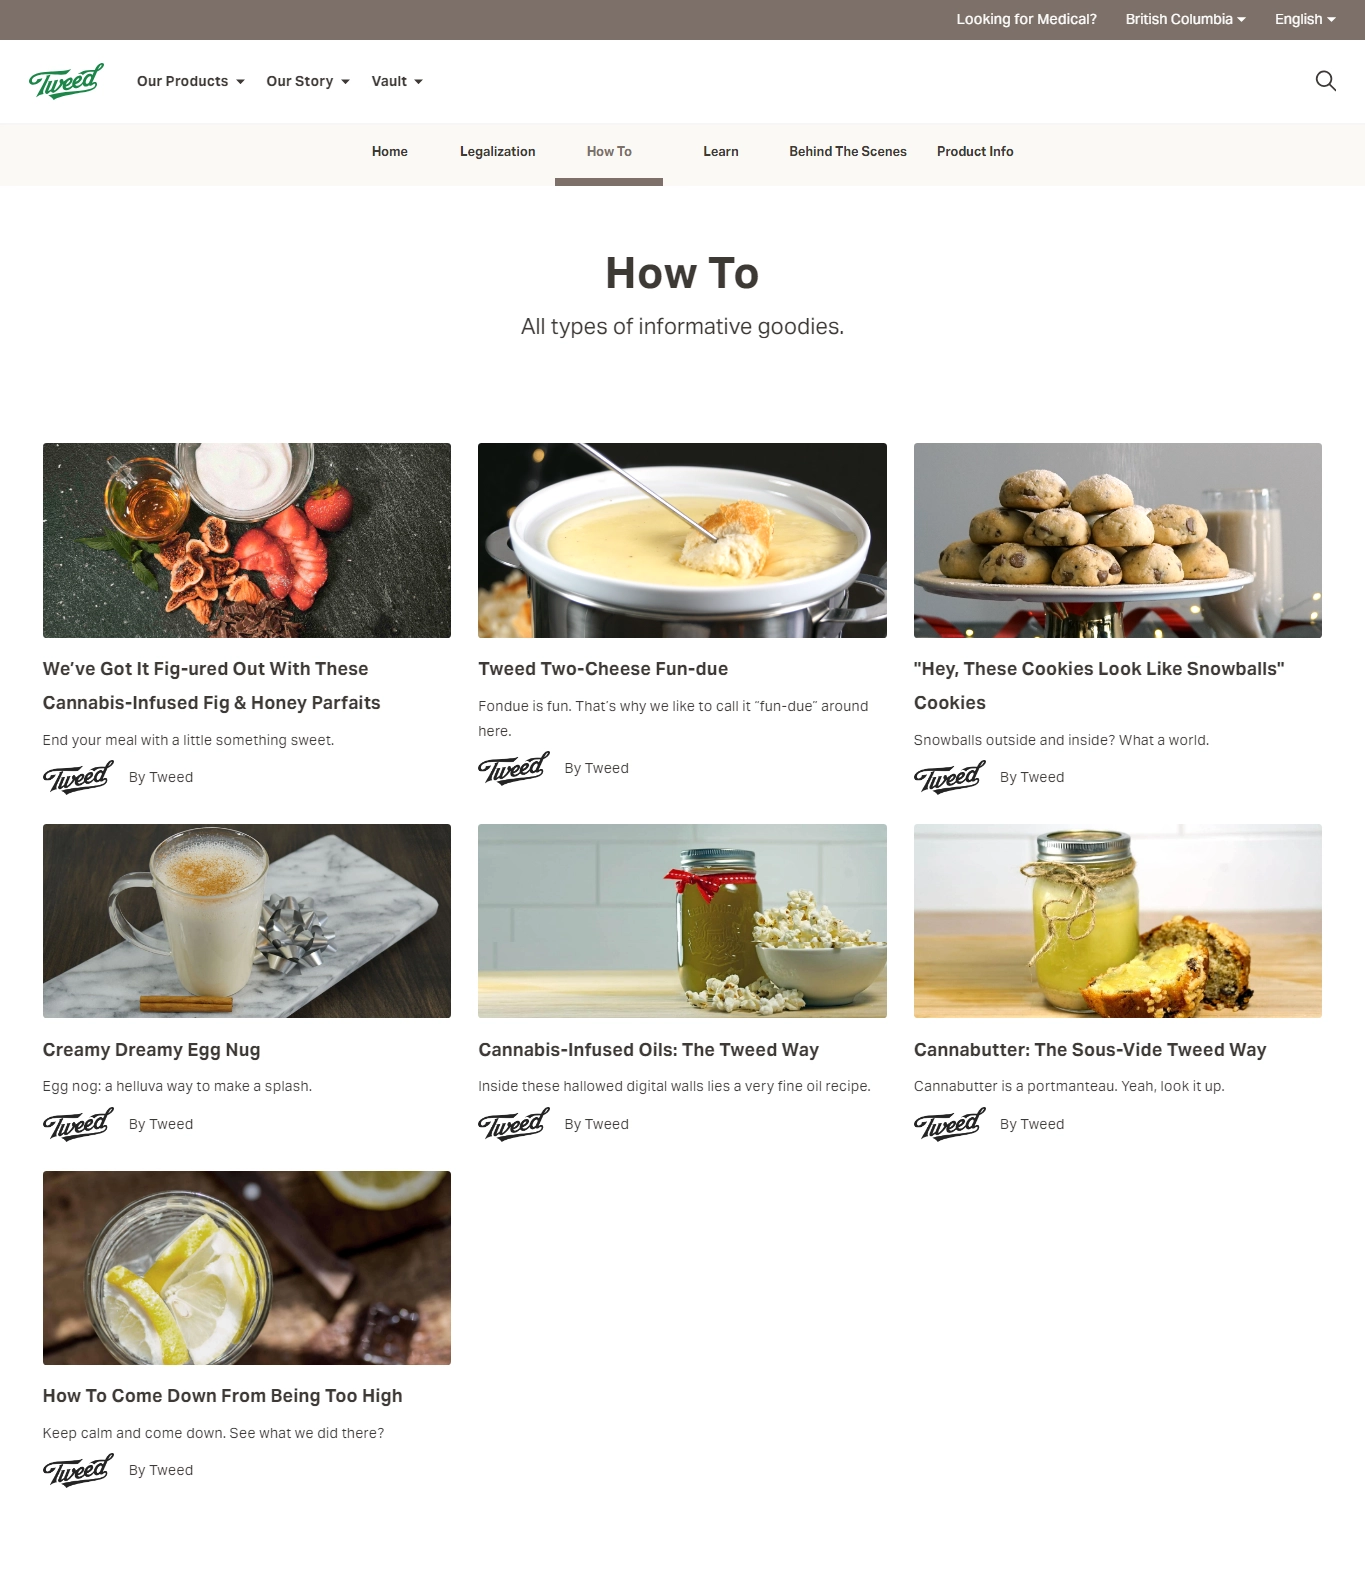 Looking for Medical? British Columbia English
Tweed Our Products Our Story Vault
Home Legalization How To Learn Behind The Scenes Product Info
How To
All types of informative goodies.
We’ve Got It Fig-ured Out With These
Cannabis-Infused Fig & Honey Parfaits
End your meal with a little something sweet.
Tweed By Tweed
Tweed Two-Cheese Fun-due
Fondue is fun. That’s why we like to call it “fun-due” around
here.
Tweed By Tweed
"Hey, These Cookies Look Like Snowballs"
Cookies
Snowballs outside and inside? What a world.
Tweed By Tweed
Creamy Dreamy Egg Nug
Egg nog: a helluva way to make a splash.
Tweed By Tweed
Cannabis-Infused Oils: The Tweed Way
Inside these hallowed digital walls lies a very fine oil recipe.
Tweed By Tweed
Cannabutter: The Sous-Vide Tweed Way
Cannabutter is a portmanteau. Yeah, look it up.
Tweed By Tweed
How To Come Down From Being Too High
Keep calm and come down. See what we did there?
Tweed By Tweed